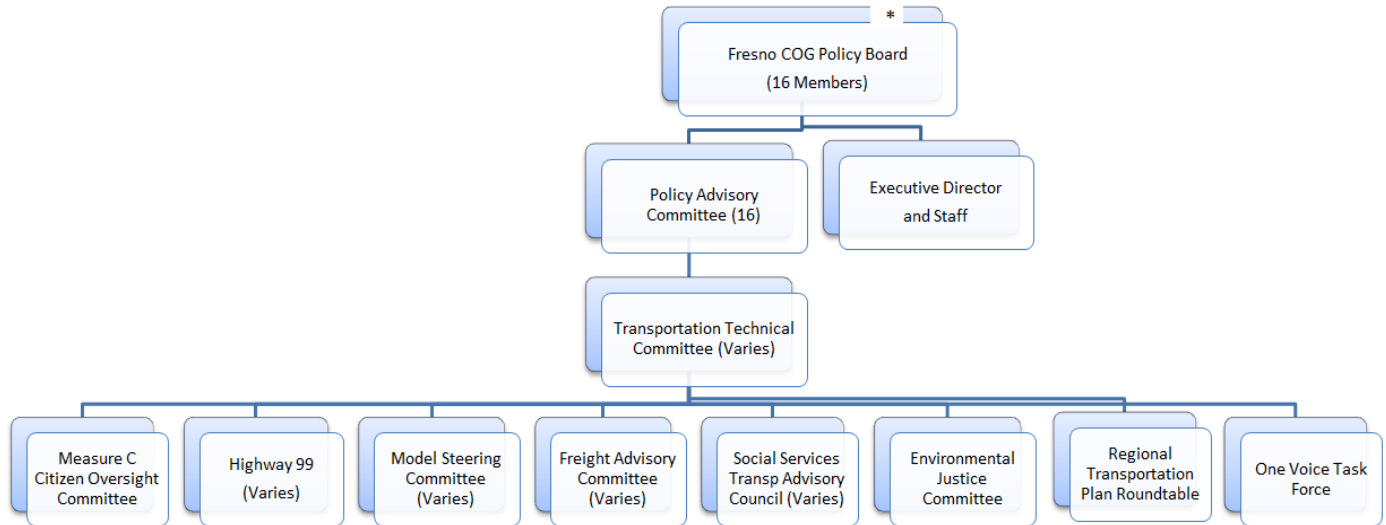 *
Fresno COG Policy Board
(16 Members)
Policy Advisory
Committee (16)
Executive Director
and Staff
Transportation Technical
Committee (Varies)
Measure C
Citizen Oversight
Committee
Highway 99
(Varies)
Model Steering
Committee
(Varies)
Freight Advisory
Committee
(Varies)
Social Services
Transp Advisory
Council (Varies)
Environmental
Justice
Committee
Regional
Transportation
Plan Roundtable
One Voice Task
Force